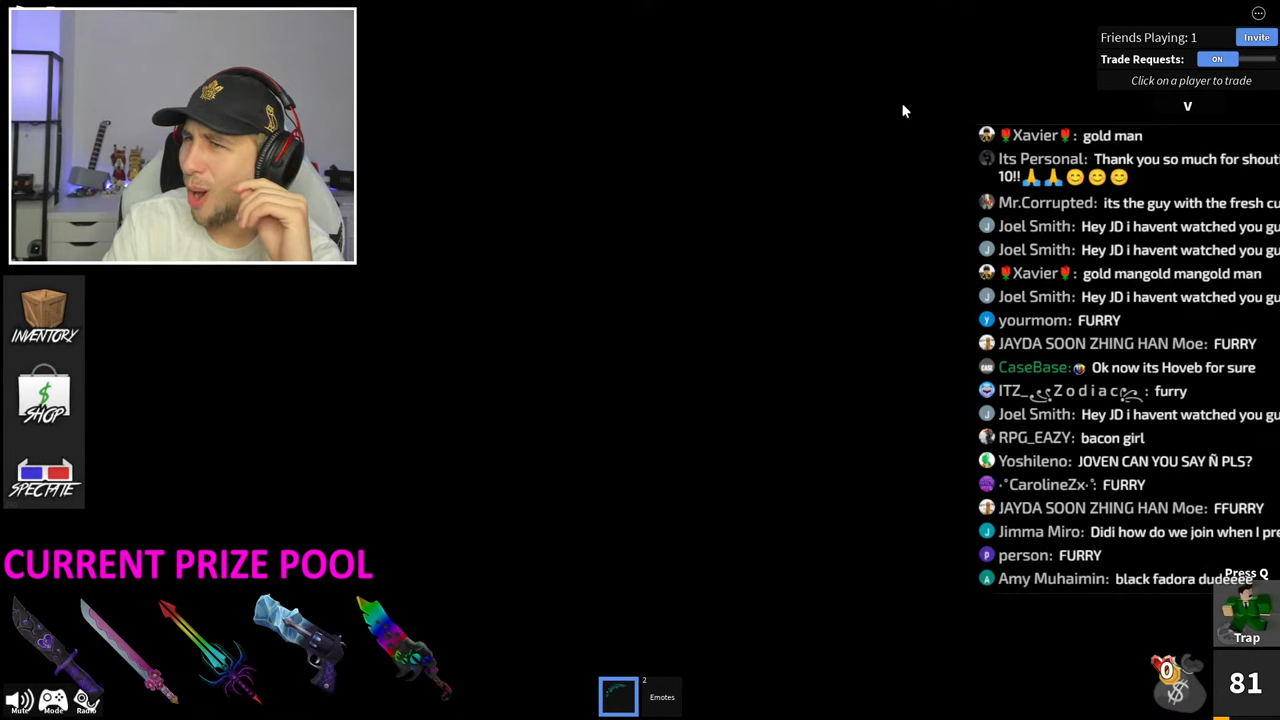 Friends Playing: 1
Invite
Trade Requests:
ON
Click on a player to trade
v
🌹Xavier🌹: gold man
Its Personal: Thank you so much for shouti
10!!🙏🙏😊😊😊
Mr.Corrupted: its the guy with the fresh cu
Joel Smith: Hey JD i havent watched you gu
Joel Smith: Hey JD i havent watched you gu
🌹Xavier🌹: gold mangold mangold man
Joel Smith: Hey JD i havent watched you gu
yourmom: FURRY
JAYDA SOON ZHING HAN Moe: FURRY
CaseBase: Ok now its Hoveb for sure
ITZ_ Z o d i a c : furry
Joel Smith: Hey JD i havent watched you gu
RPG_EAZY: bacon girl
Yoshileno: JOVEN CAN YOU SAY Ñ PLS?
·˚CarolineZx·˚: FURRY
JAYDA SOON ZHING HAN Moe: FFURRY
Jimma Miro: Didi how do we join when I pre
person: FURRY
Amy Muhaimin: black fadora dudeeee
INVENTORY
SHOP
SPECTATE
CURRENT PRIZE POOL
Mute
Mode
Radio
2
Emotes
Press Q
Trap
0
81